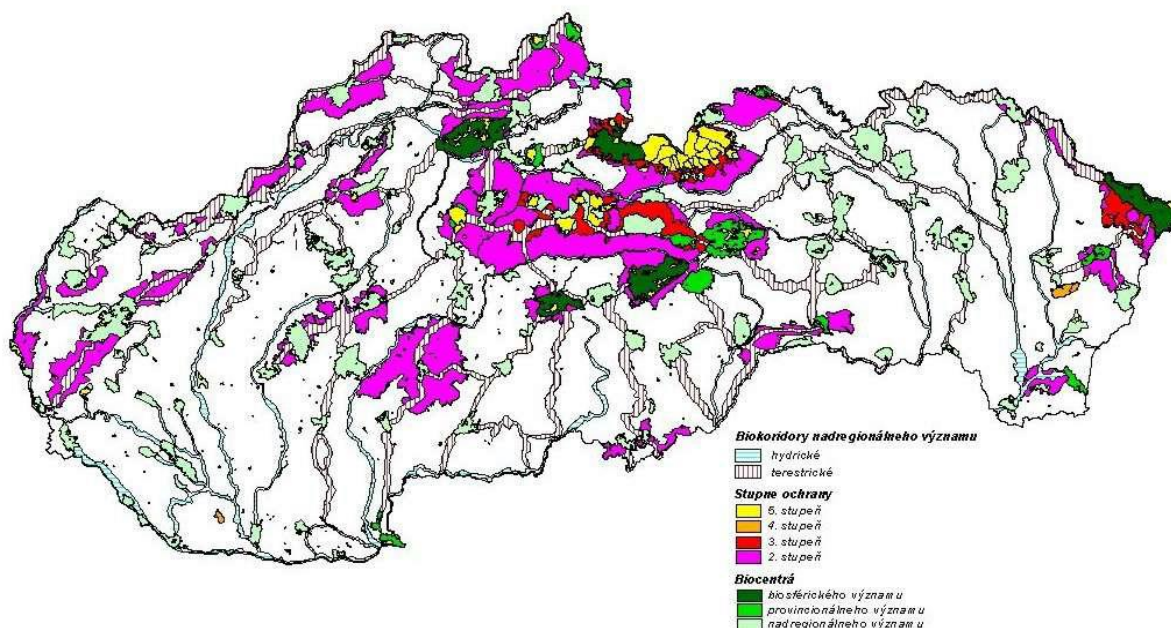 Biokoridory nadregionálneho významu
hydrické
terestrické
Stupne ochrany
5. stupeň
4. stupeň
3. stupeň
2. stupeň
Biocentrá
biosférického významu
provincionálneho významu
nadregionálneho významu